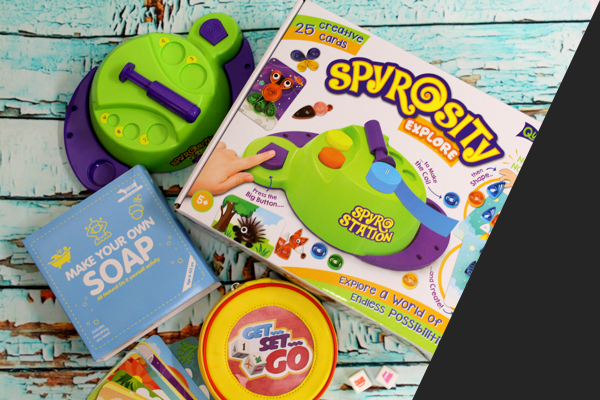 25 creative
cards
SPYROSITY
EXPLORE
to Make
the Coil
then
Shape...
Press the
Big Button...
5+
SPYRO
STATION
and Create!
Explore a World of
Endless Possibilit
MAKE YOUR OWN
SOAP
GET...
SET...
GO